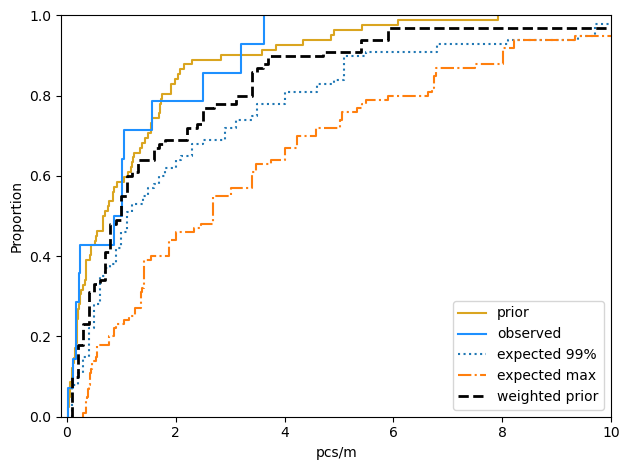 1.0
0.8
0.6
0.4
0.2
0.0
Proportion
prior
observed
expected 99%
expected max
weighted prior
0
2
4
6
8
10
pcs/m